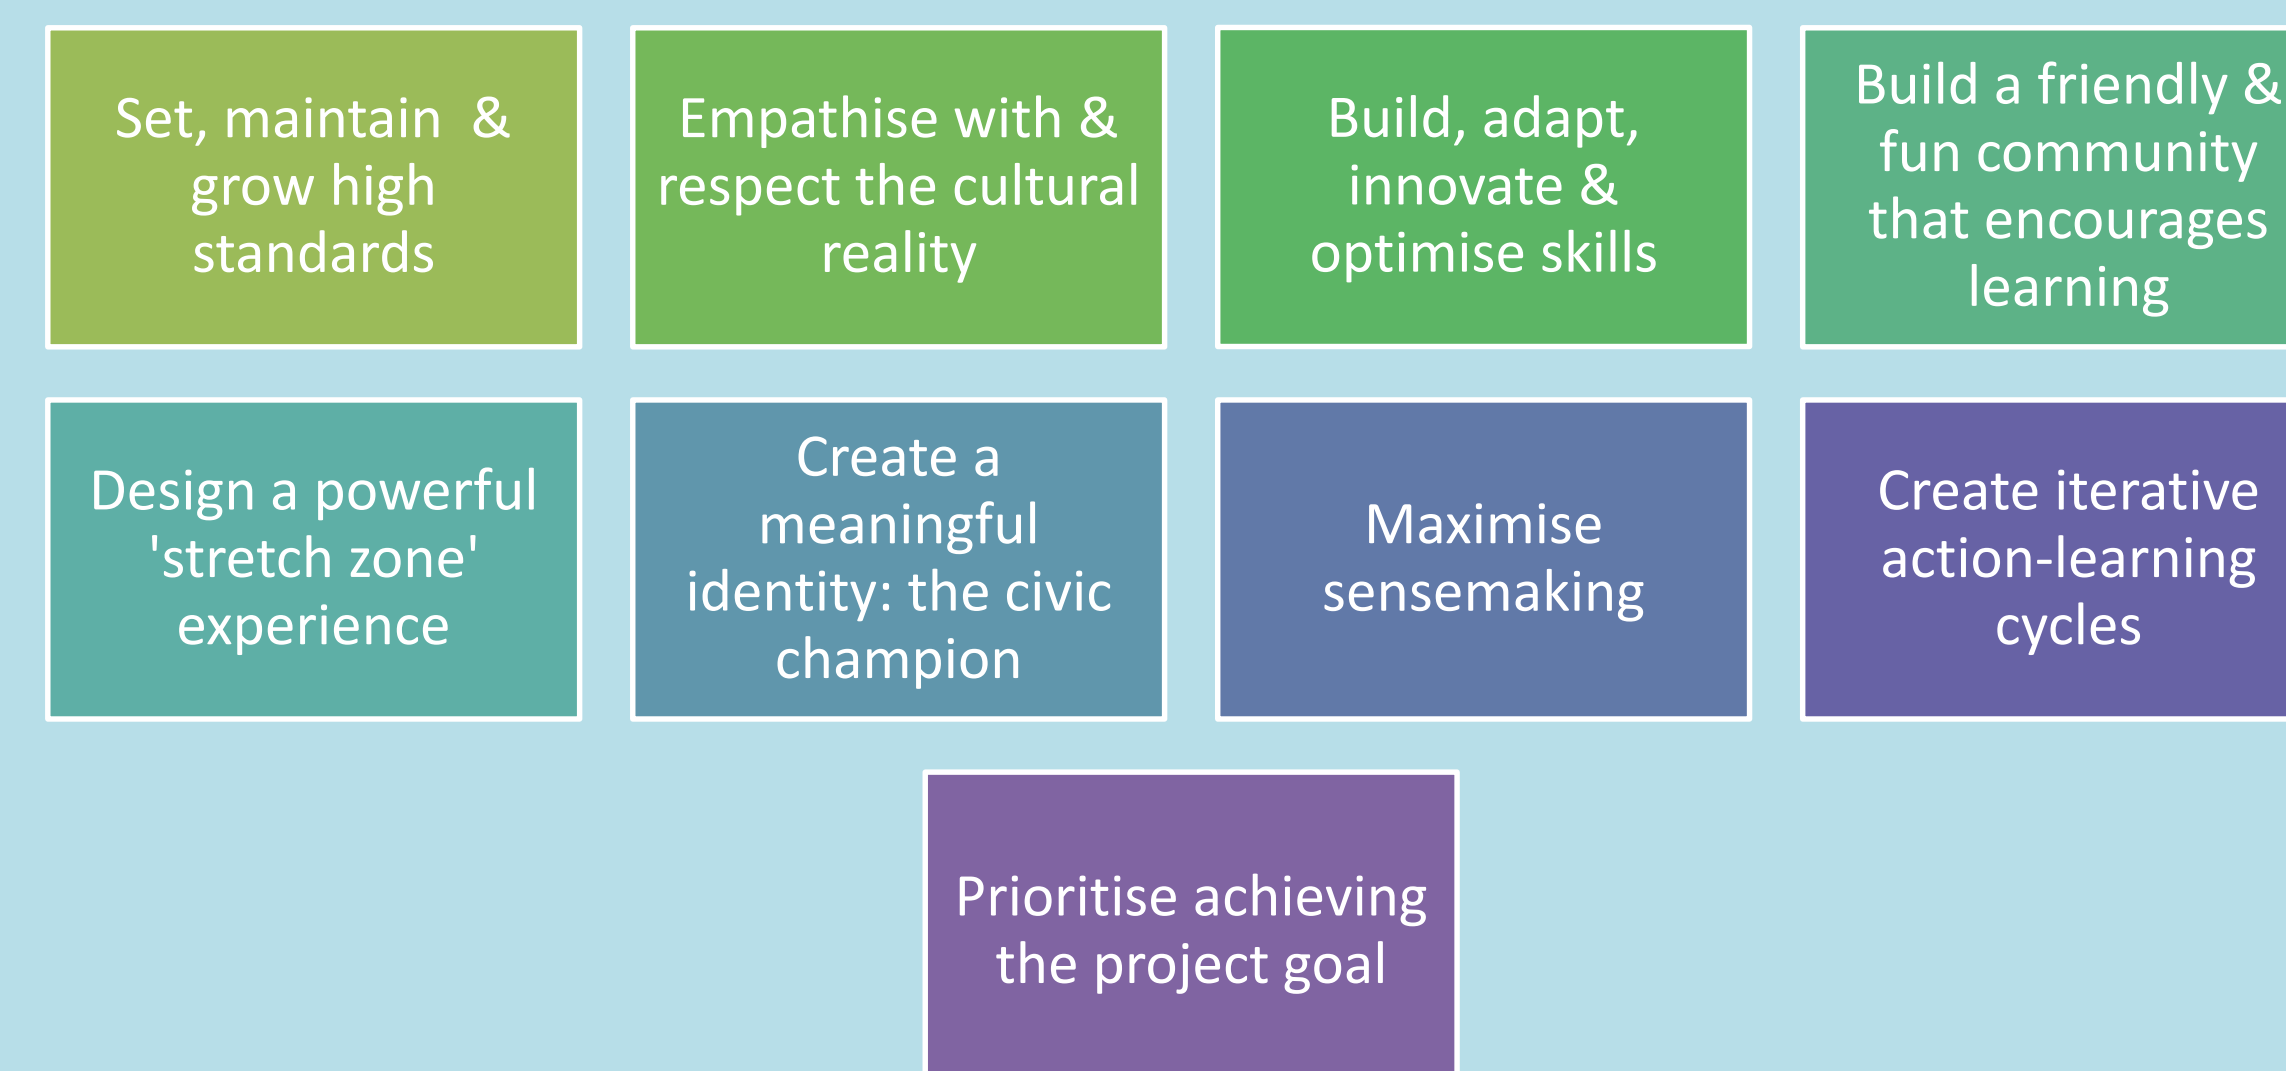 Set, maintain  &
grow high
standards
Empathise with &
respect the cultural
reality
Build, adapt,
innovate &
optimise skills
Build a friendly &
fun community
that encourages
learning
Design a powerful
'stretch zone'
experience
Create a
meaningful
identity: the civic
champion
Maximise
sensemaking
Create iterative
action-learning
cycles
Prioritise achieving
the project goal